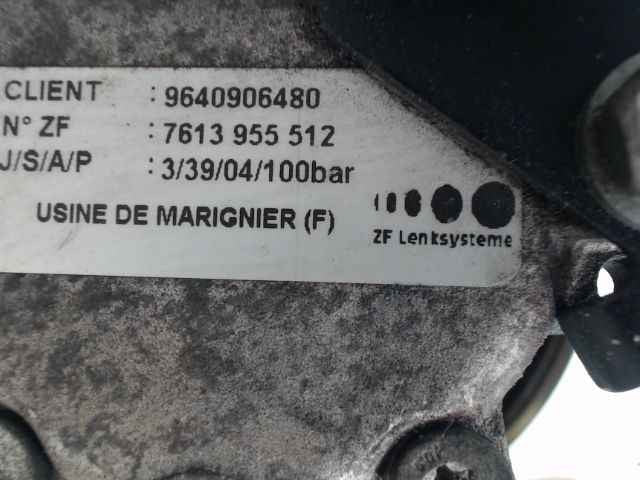 CLIENT : 9640906480
N° ZF : 7613 955 512
J/S/A/P : 3/39/04/100bar
USINE DE MARIGNIER (F)
ZF Lenksysteme